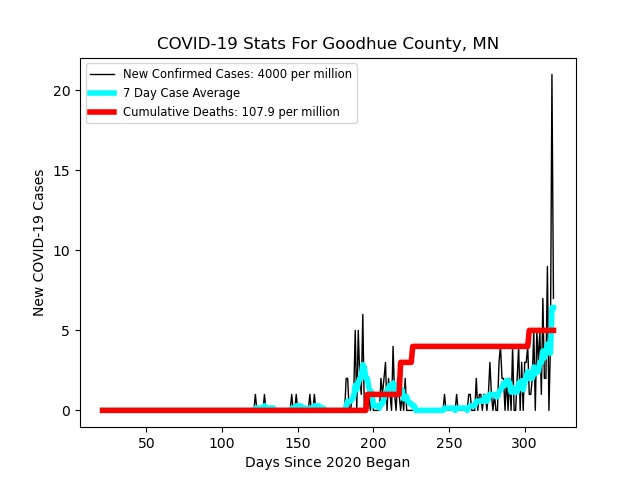 COVID-19 Stats For Goodhue County, MN
New Confirmed Cases: 4000 per million
7 Day Case Average
Cumulative Deaths: 107.9 per million
New COVID-19 Cases
20
15
10
5
0
50 100 150 200 250 300
Days Since 2020 Began